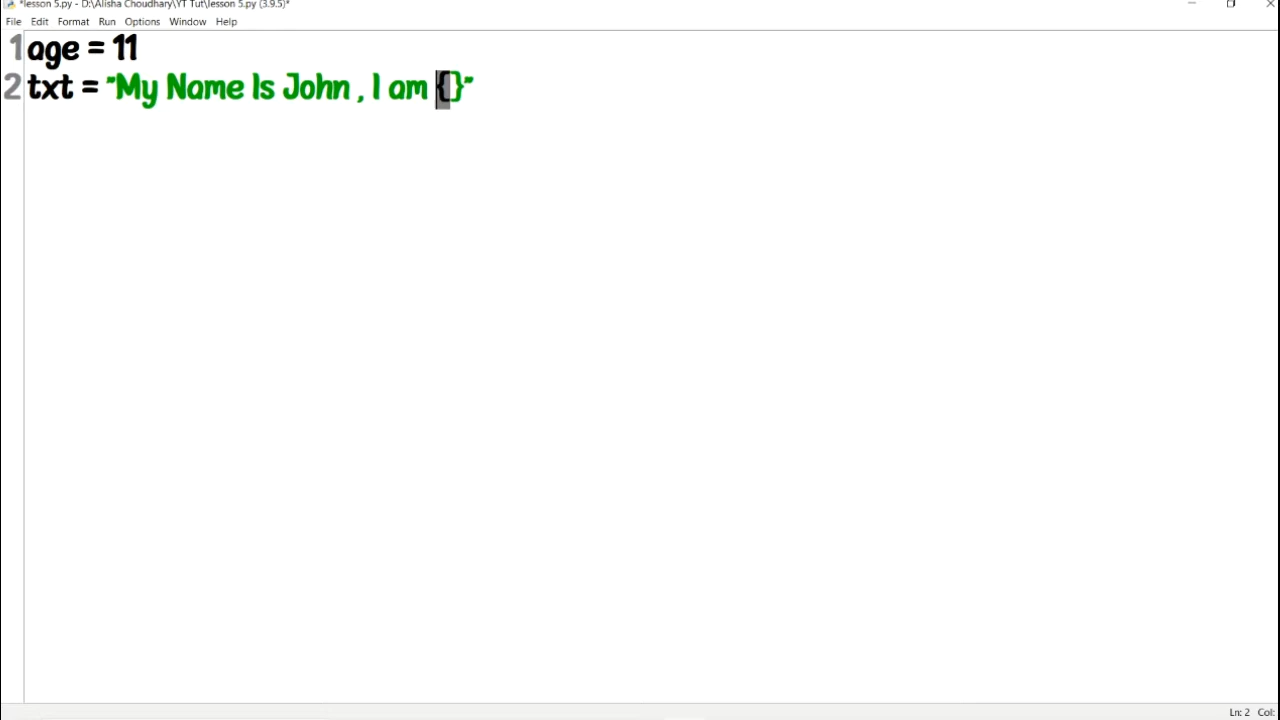 *lesson 5.py - D:\Alisha Choudhary\YT Tut\lesson 5.py (3.9.5)*
File Edit Format Run Options Window Help
1 age = 11
2 txt = "My Name Is John , I am {}"
Ln: 2 Col: